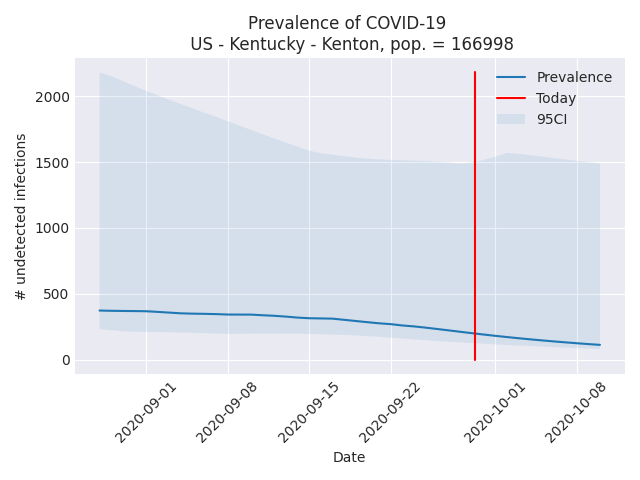 Prevalence of COVID-19
US - Kentucky - Kenton, pop. = 166998
Prevalence
Today
95CI
# undetected infections
2000
1500
1000
500
0
2020-09-01
2020-09-08
2020-09-15
2020-09-22
2020-10-01
2020-10-08
Date